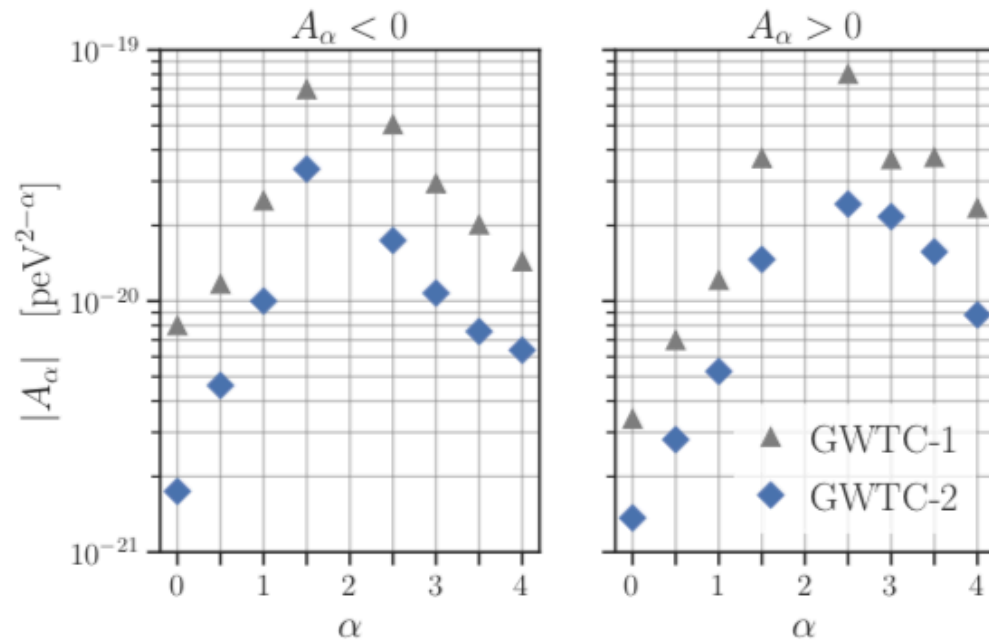 A_α < 0
A_α > 0
|A_α| [peV^{2−α}]
10^{−19}
10^{−20}
10^{−21}
GWTC-1
GWTC-2
0 1 2 3 4
0 1 2 3 4
α
α